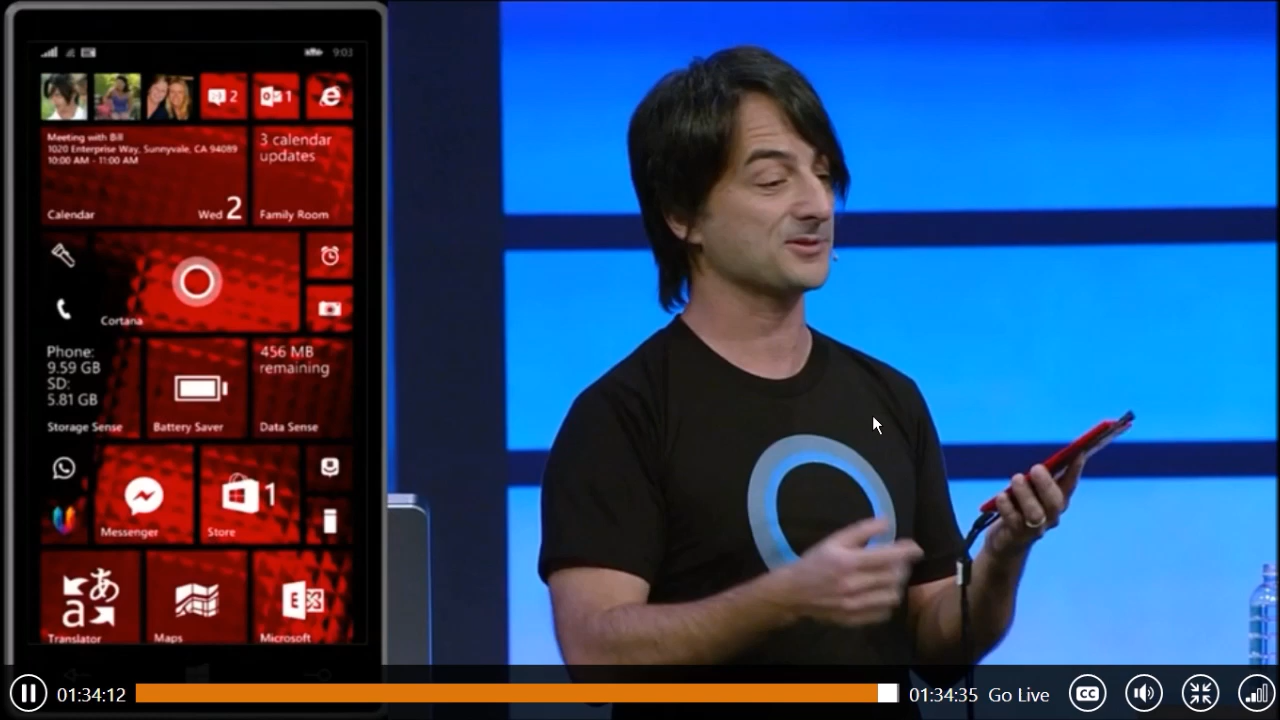 9:03
2
1
Meeting with Bill
1020 Enterprise Way, Sunnyvale, CA 94089
10:00 AM - 11:00 AM
Calendar
Wed 2
3 calendar
updates
Family Room
Cortana
Phone:
9.59 GB
SD:
5.81 GB
Storage Sense
Battery Saver
456 MB
remaining
Data Sense
Messenger
1
Store
あ
a
Translator
Maps
E
Microsoft
01:34:12
01:34:35
Go Live
CC